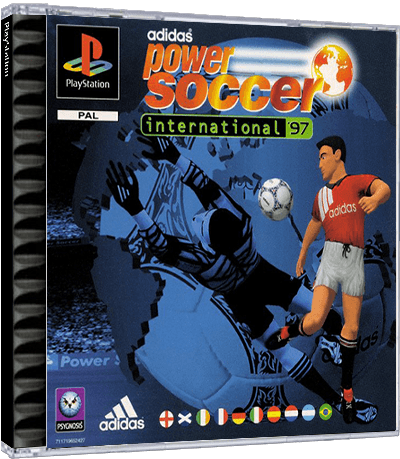 PlayStation
PlayStation
PAL
adidas
power
soccer
international '97
adidas
Power S
PSYGNOSIS
adidas